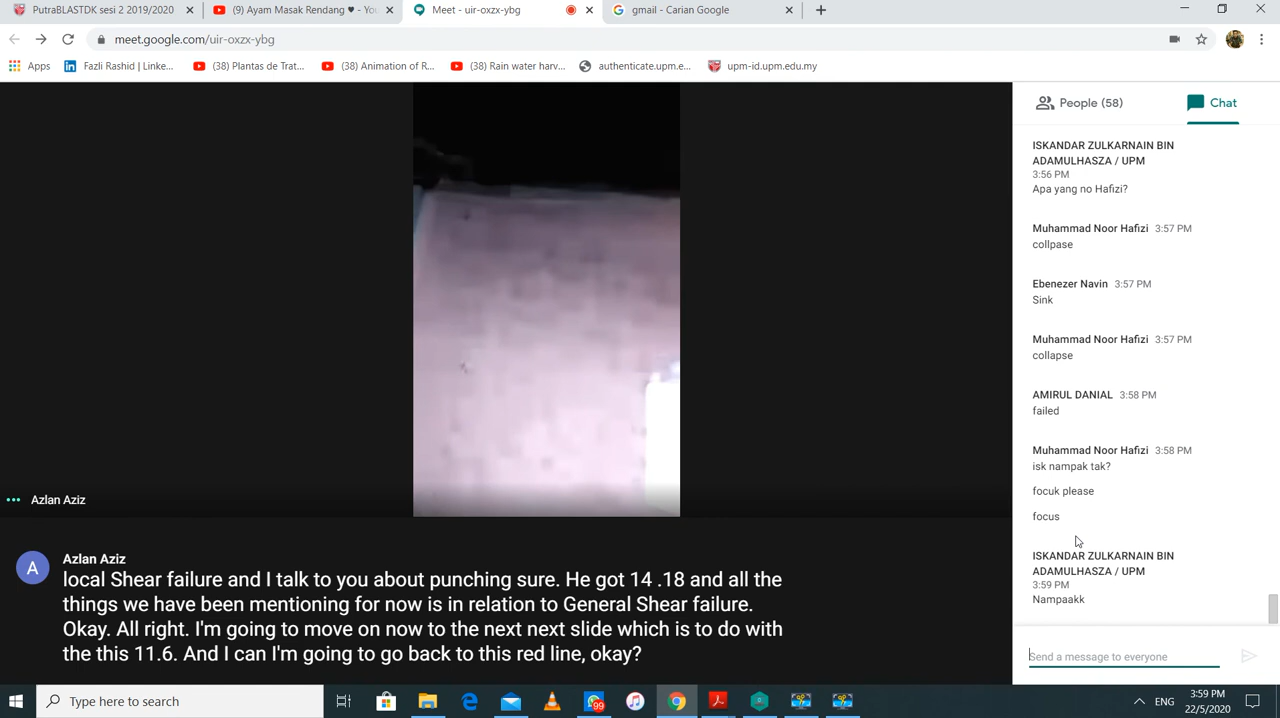 PutraBLASTDK sesi 2 2019/2020
(9) Ayam Masak Rendang ♥ - You
Meet - uir-oxzx-ybg
gmail - Carian Google
meet.google.com/uir-oxzx-ybg
Apps
Fazli Rashid | Linke...
(38) Plantas de Trat...
(38) Animation of R...
(38) Rain water harv...
authenticate.upm.e...
upm-id.upm.edu.my
People (58)
Chat
ISKANDAR ZULKARNAIN BIN
ADAMULHASZA / UPM
3:56 PM
Apa yang no Hafizi?
Muhammad Noor Hafizi 3:57 PM
collpase
Ebenezer Navin 3:57 PM
Sink
Muhammad Noor Hafizi 3:57 PM
collapse
AMIRUL DANIAL 3:58 PM
failed
Muhammad Noor Hafizi 3:58 PM
isk nampak tak?
focuk please
focus
ISKANDAR ZULKARNAIN BIN
ADAMULHASZA / UPM
3:59 PM
Nampaakk
Send a message to everyone
Azlan Aziz
A
Azlan Aziz
local Shear failure and I talk to you about punching sure. He got 14 .18 and all the
things we have been mentioning for now is in relation to General Shear failure.
Okay. All right. I'm going to move on now to the next next slide which is to do with
the this 11.6. And I can I'm going to go back to this red line, okay?
Type here to search
99
ENG
3:59 PM
22/5/2020